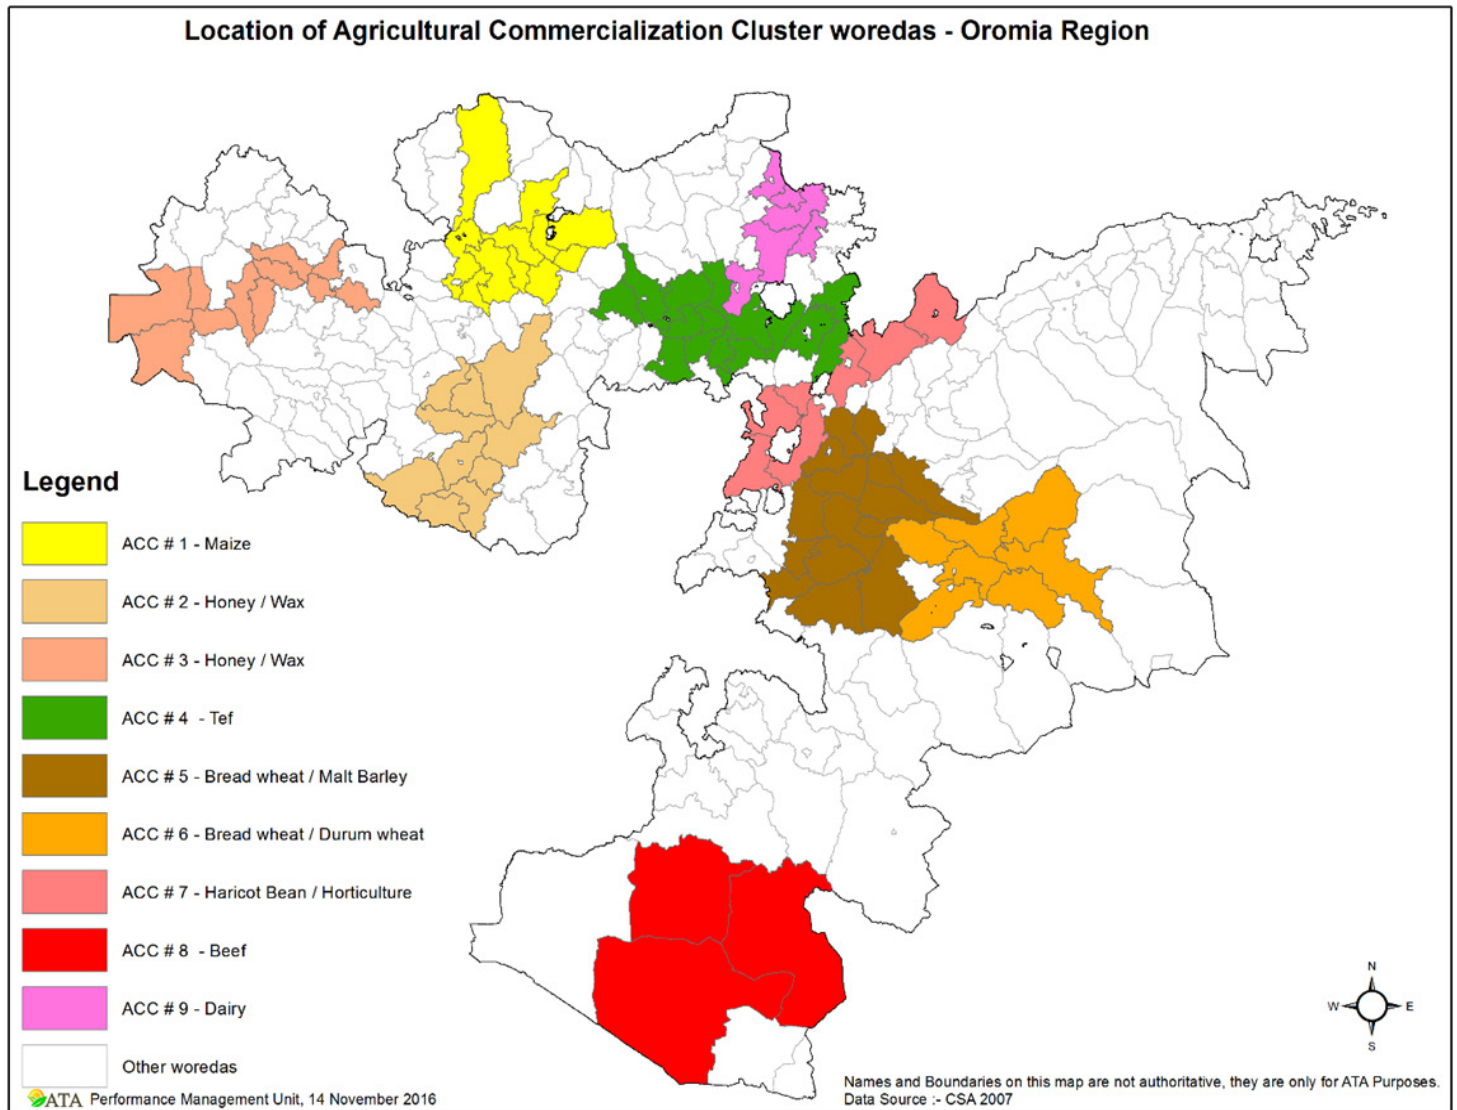 Location of Agricultural Commercialization Cluster woredas - Oromia Region
Legend
ACC # 1 - Maize
ACC # 2 - Honey / Wax
ACC # 3 - Honey / Wax
ACC # 4 - Tef
ACC # 5 - Bread wheat / Malt Barley
ACC # 6 - Bread wheat / Durum wheat
ACC # 7 - Haricot Bean / Horticulture
ACC # 8 - Beef
ACC # 9 - Dairy
Other woredas
N
W E
S
ATA Performance Management Unit, 14 November 2016
Names and Boundaries on this map are not authoritative, they are only for ATA Purposes.
Data Source :- CSA 2007